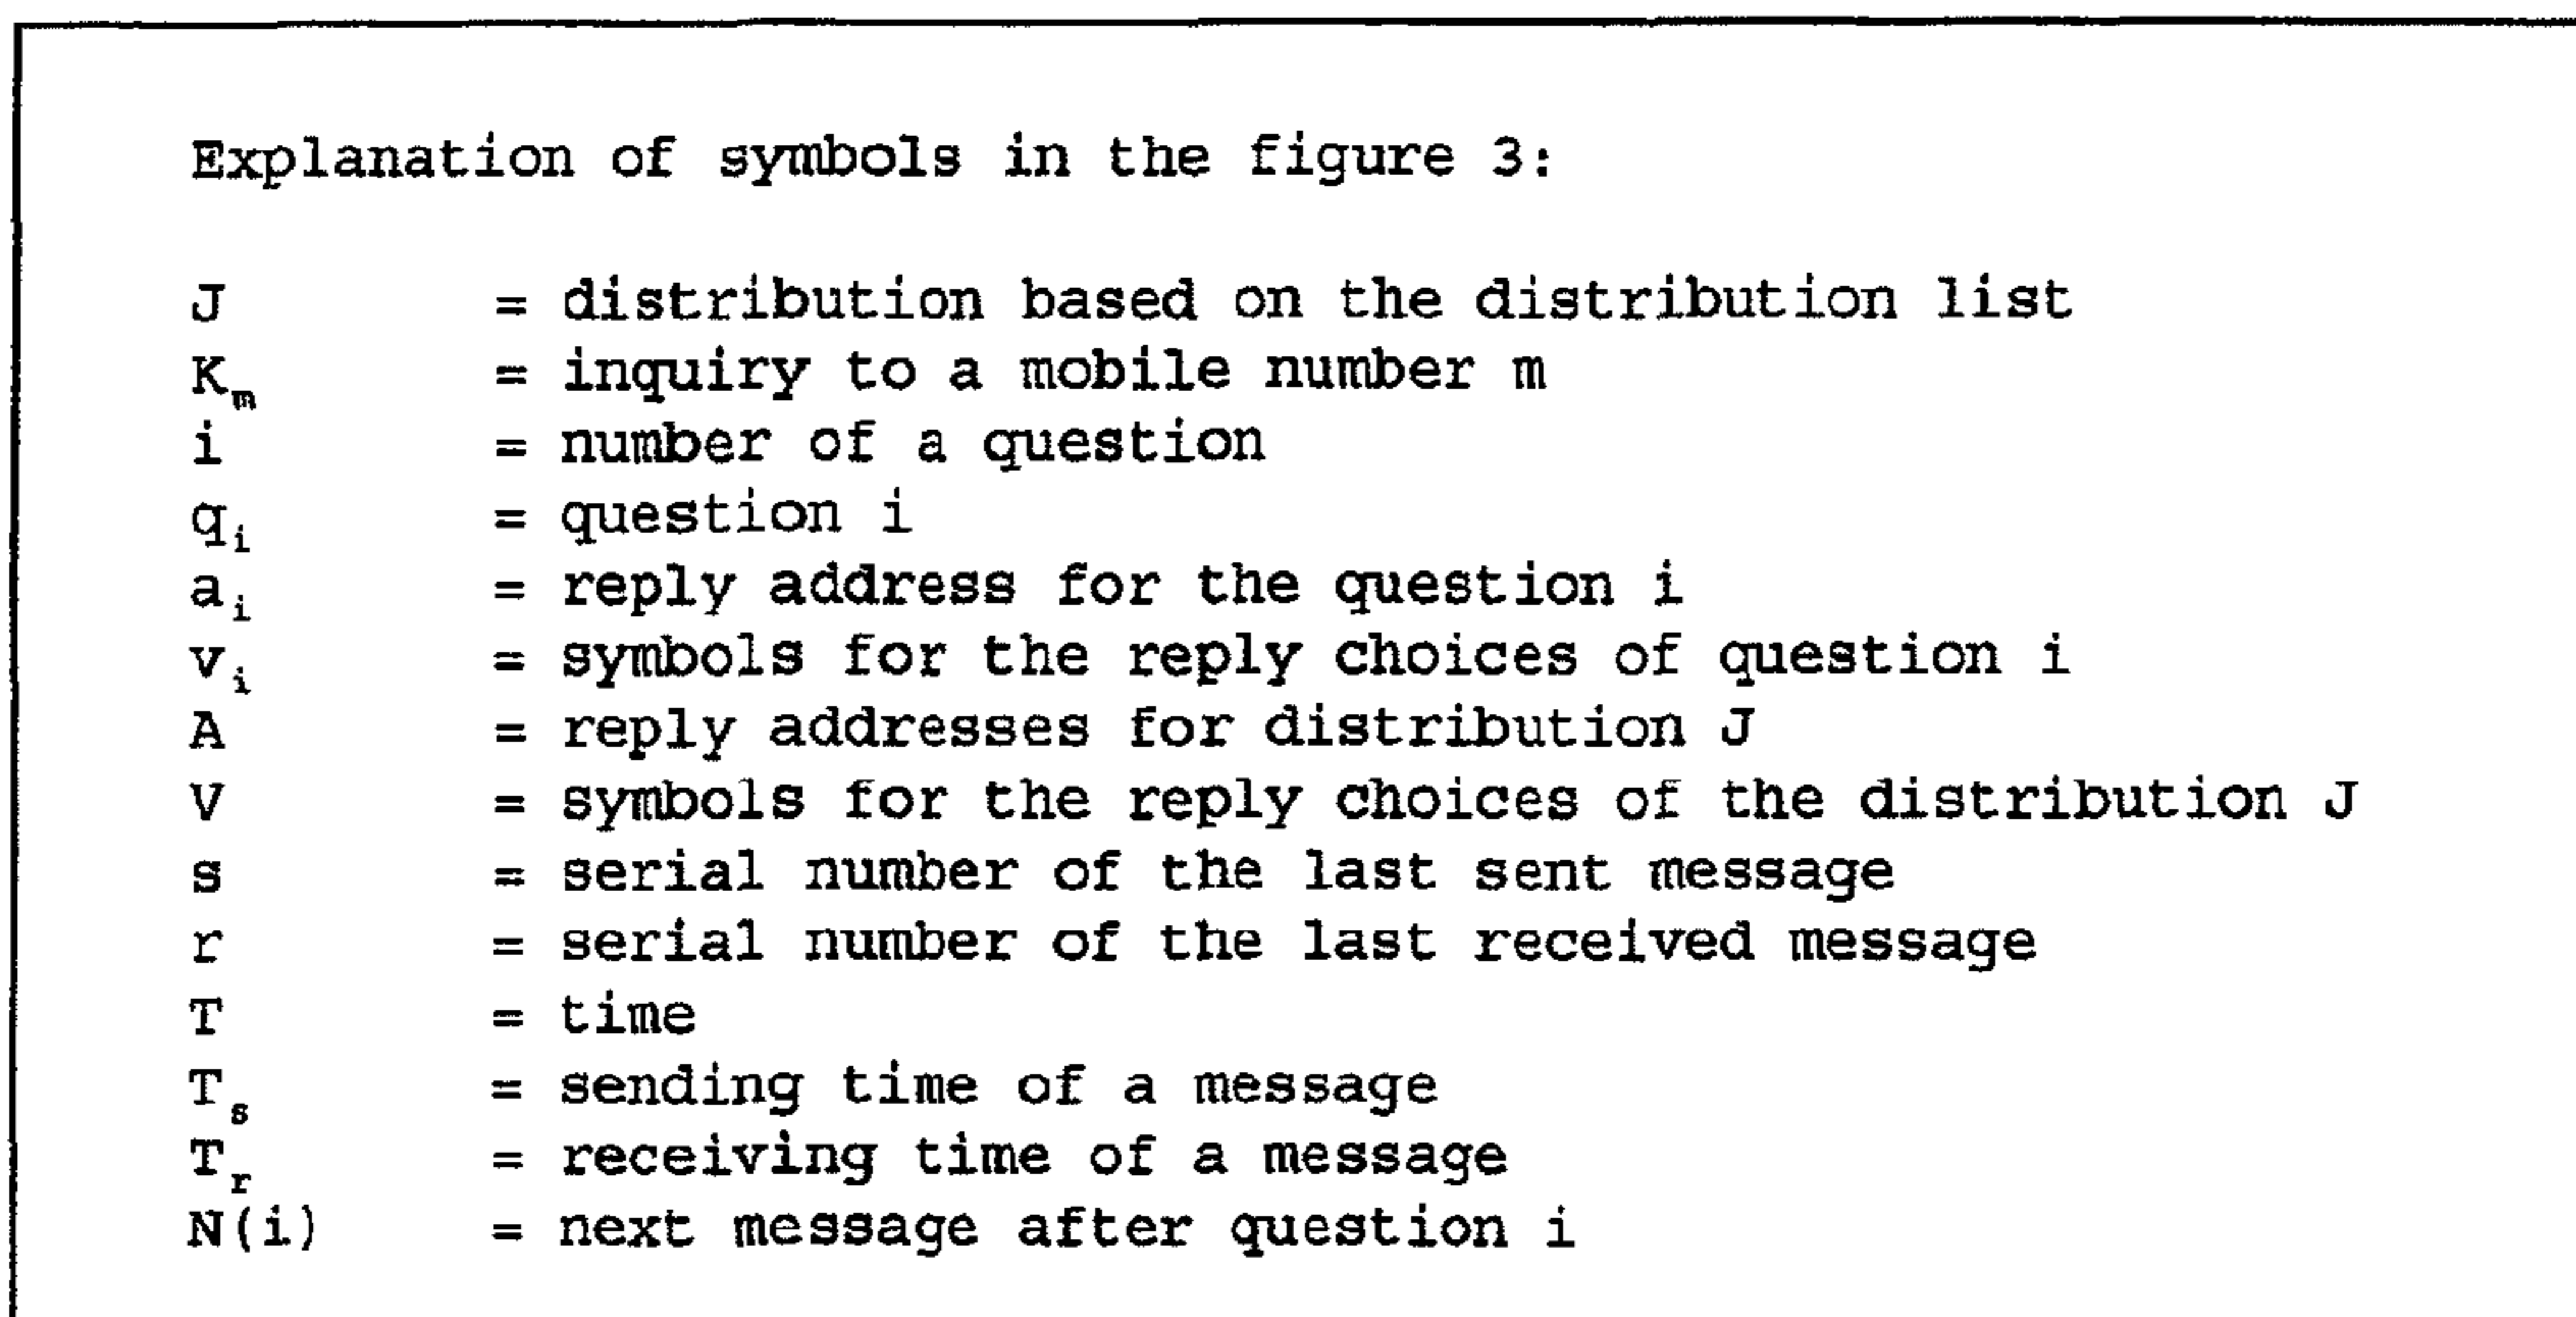 Explanation of symbols in the figure 3:
J = distribution based on the distribution list
Kₘ = inquiry to a mobile number m
i = number of a question
qᵢ = question i
aᵢ = reply address for the question i
vᵢ = symbols for the reply choices of question i
A = reply addresses for distribution J
V = symbols for the reply choices of the distribution J
s = serial number of the last sent message
r = serial number of the last received message
T = time
Tₛ = sending time of a message
Tᵣ = receiving time of a message
N(i) = next message after question i